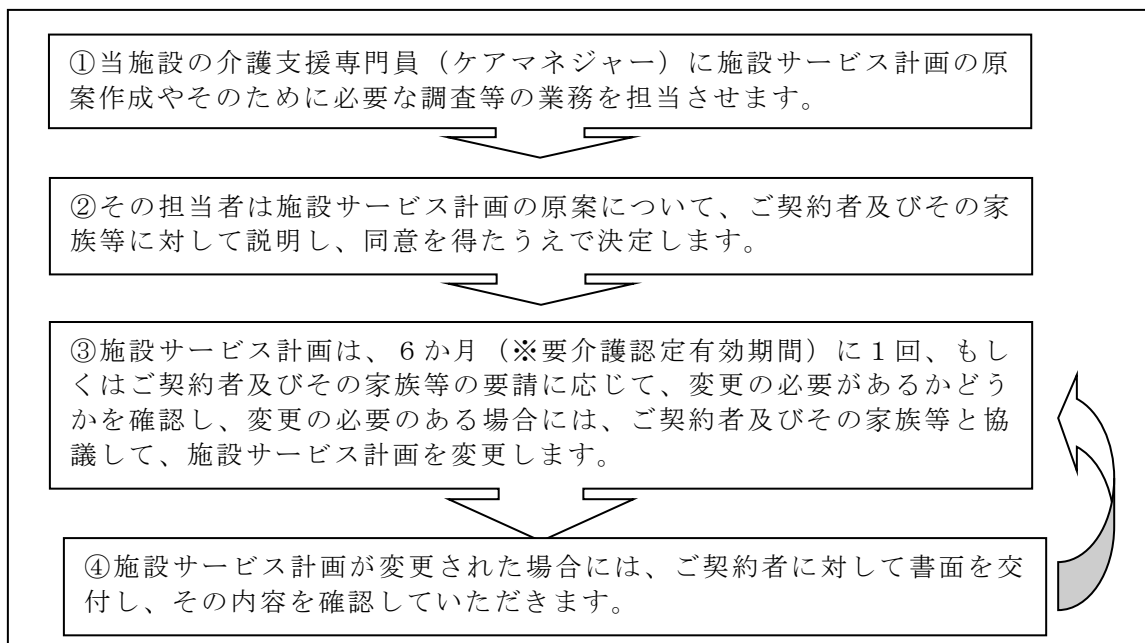 ①当施設の介護支援専門員（ケアマネジャー）に施設サービス計画の原
案作成やそのために必要な調査等の業務を担当させます。
②その担当者は施設サービス計画の原案について、ご契約者及びその家
族等に対して説明し、同意を得たうえで決定します。
③施設サービス計画は、６か月（※要介護認定有効期間）に１回、もし
くはご契約者及びその家族等の要請に応じて、変更の必要があるかどう
かを確認し、変更の必要のある場合には、ご契約者及びその家族等と協
議して、施設サービス計画を変更します。
④施設サービス計画が変更された場合には、ご契約者に対して書面を交
付し、その内容を確認していただきます。